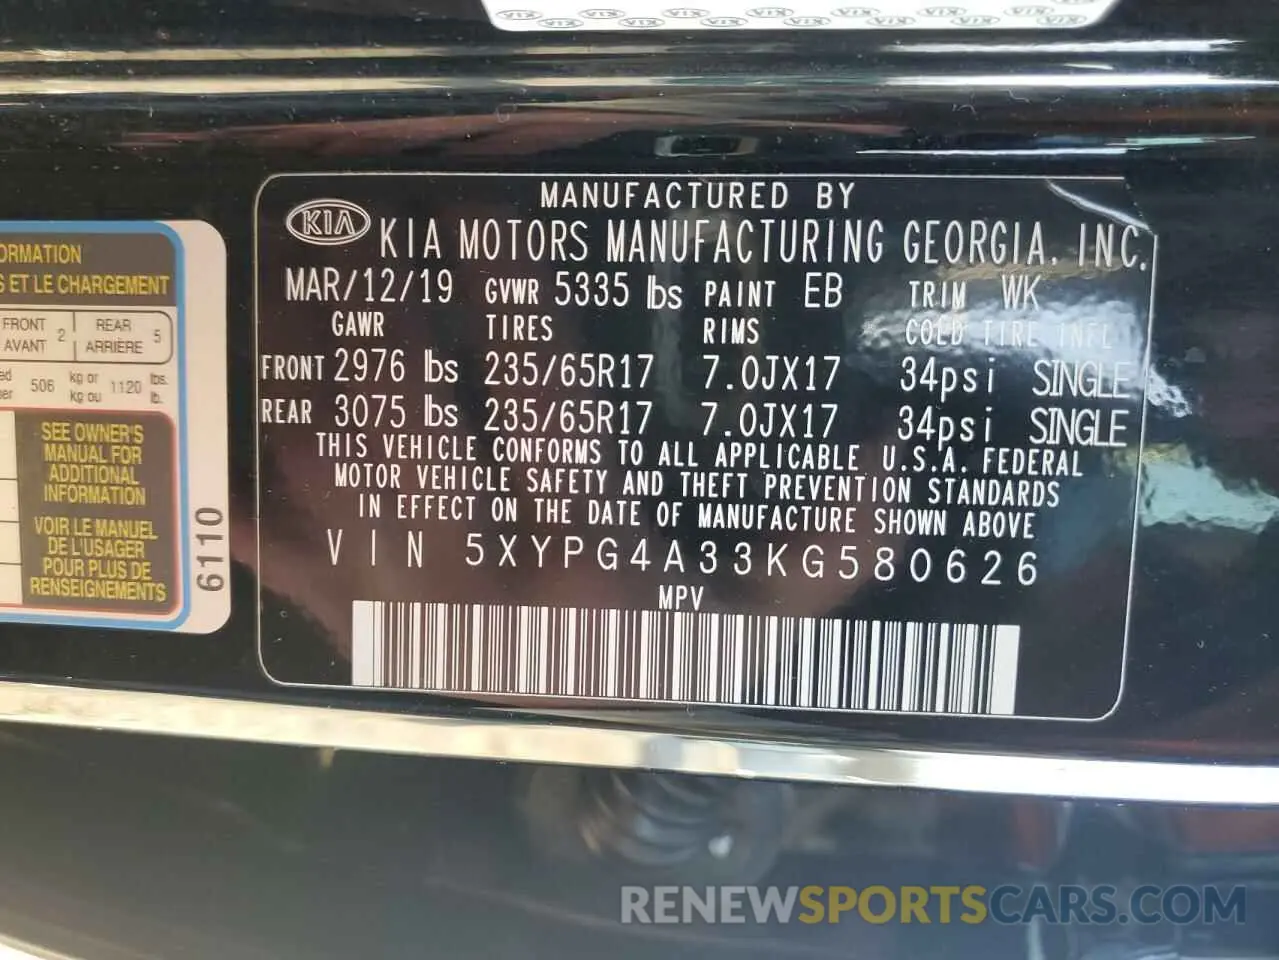 MANUFACTURED BY
KIA KIA MOTORS MANUFACTURING GEORGIA, INC.
MAR/12/19 GVWR 5335 lbs PAINT EB TRIM WK
GAWR TIRES RIMS COLD TIRE INFL
FRONT 2976 lbs 235/65R17 7.0JX17 34psi SINGLE
REAR 3075 lbs 235/65R17 7.0JX17 34psi SINGLE
THIS VEHICLE CONFORMS TO ALL APPLICABLE U.S.A. FEDERAL
MOTOR VEHICLE SAFETY AND THEFT PREVENTION STANDARDS
IN EFFECT ON THE DATE OF MANUFACTURE SHOWN ABOVE
VIN 5XYPG4A33KG580626
MPV
ORMATION
S ET LE CHARGEMENT
FRONT AVANT 2 REAR ARRIÈRE 5
506 kg or kg ou 1120 lbs. lb.
SEE OWNER'S
MANUAL FOR
ADDITIONAL
INFORMATION
VOIR LE MANUEL
DE L'USAGER
POUR PLUS DE
RENSEIGNEMENTS
6110
RENEWSPORTSCARS.COM